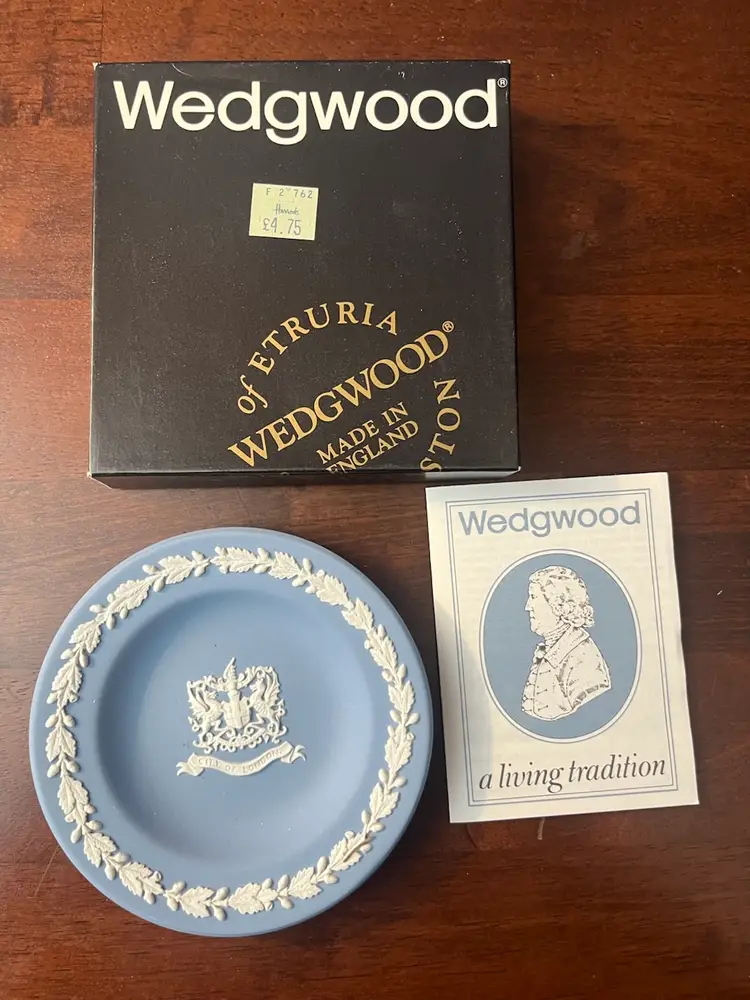 Wedgwood®
F 2 762
Harrods
£4.75
of ETRURIA
WEDGWOOD®
MADE IN
ENGLAND
STON
CITY OF LONDON
Wedgwood
a living tradition